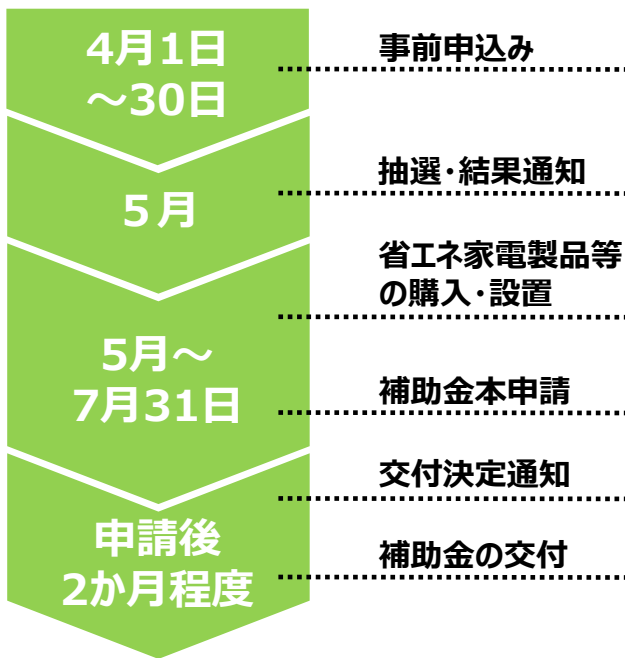 4月1日
～30日
事前申込み
5月
抽選・結果通知
5月～
7月31日
省エネ家電製品等
の購入・設置
補助金本申請
申請後
2か月程度
交付決定通知
補助金の交付